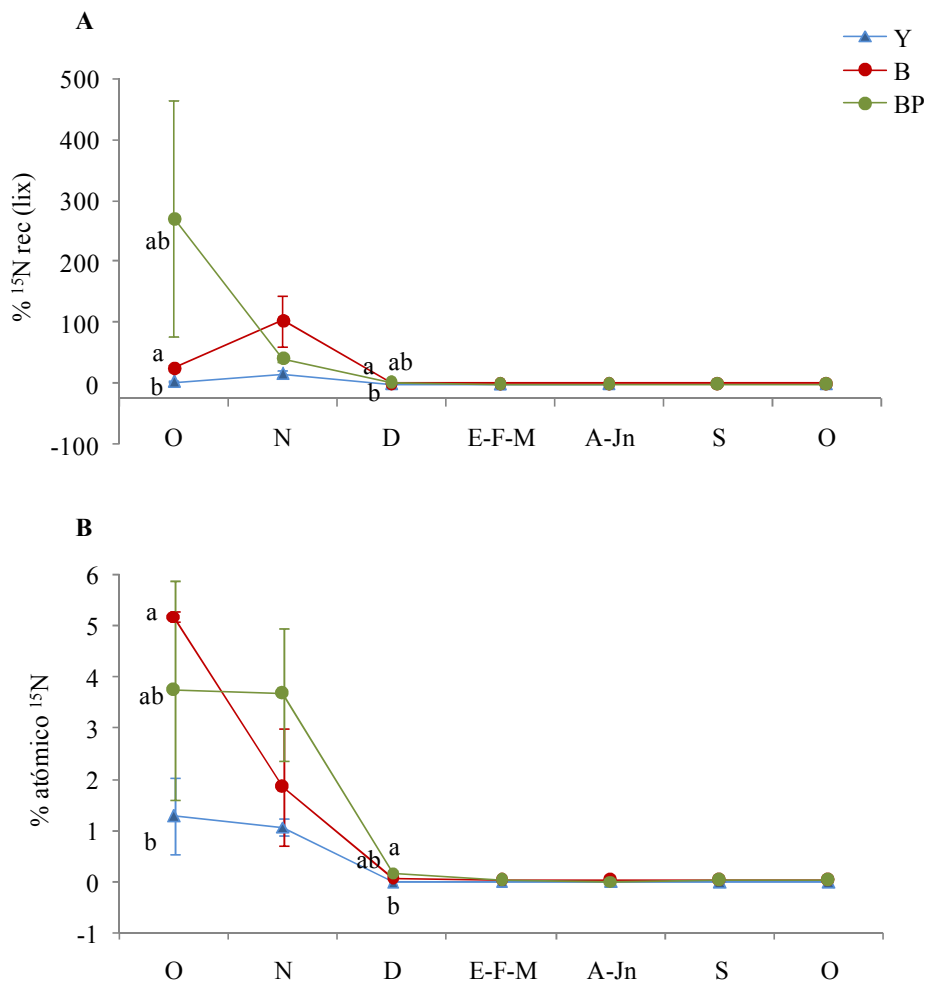 A
Y
B
BP
500
400
300
200
100
0
-100
% ¹⁵N rec (lix)
ab
a
b
a
ab
b
O N D E-F-M A-Jn S O
B
6
5
4
3
2
1
0
-1
% atómico ¹⁵N
a
ab
b
ab
a
b
O N D E-F-M A-Jn S O